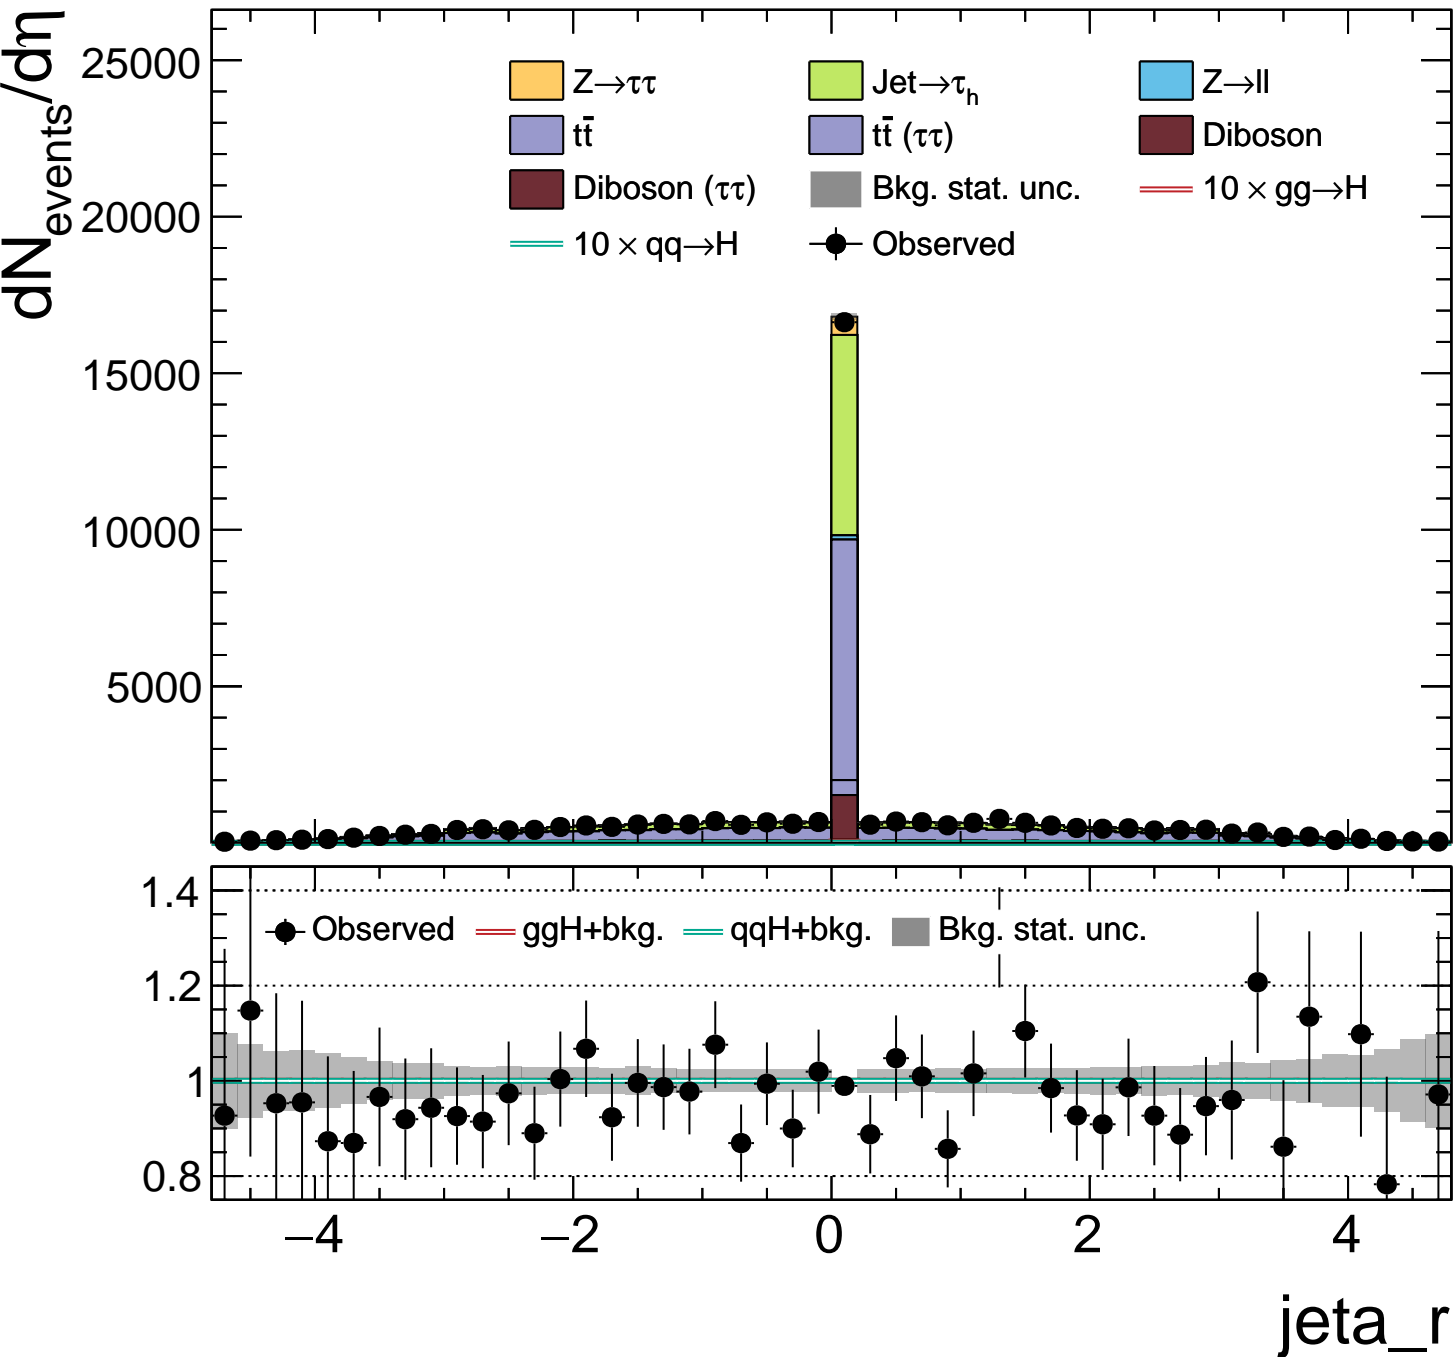 dN_events/dη
25000
20000
15000
10000
5000
Z→ττ Jet→τ_h Z→ll
tt̄ tt̄ (ττ) Diboson
Diboson (ττ) Bkg. stat. unc. 10 × gg→H
10 × qq→H Observed
1.4
1.2
1
0.8
Observed ggH+bkg. qqH+bkg. Bkg. stat. unc.
−4 −2 0 2 4
jeta_r